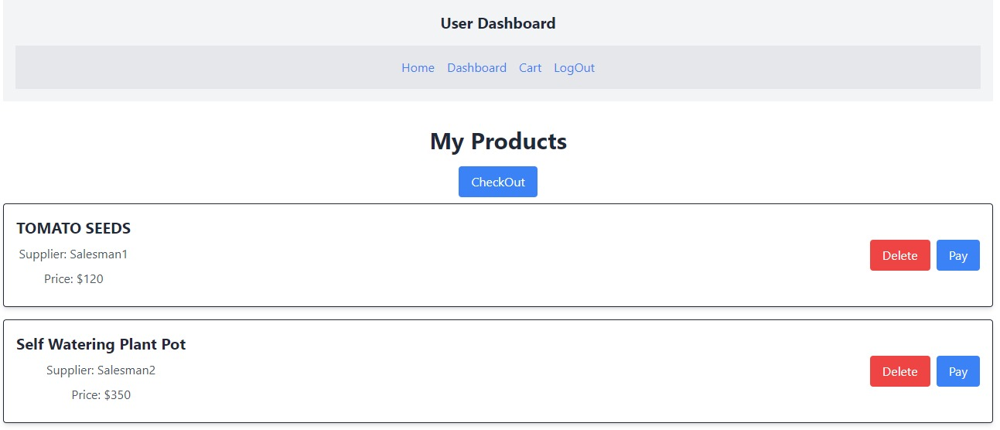 User Dashboard
Home Dashboard Cart LogOut
My Products
CheckOut
TOMATO SEEDS
Supplier: Salesman1
Price: $120
Delete Pay
Self Watering Plant Pot
Supplier: Salesman2
Price: $350
Delete Pay